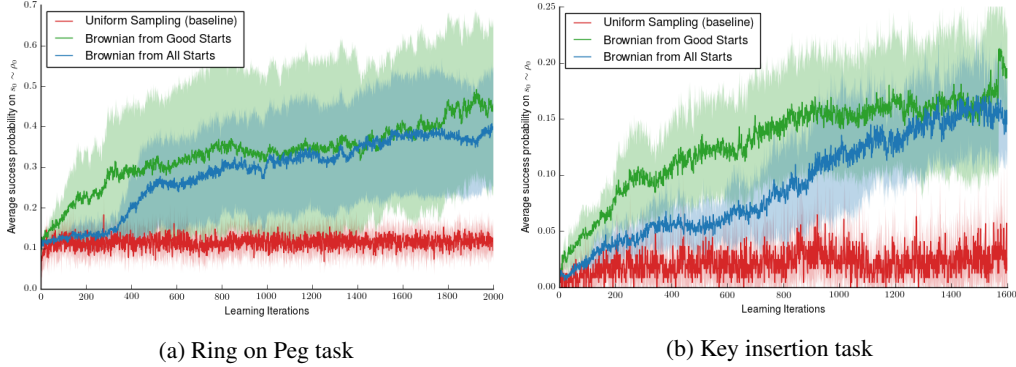 Average success probability on s₀ ~ ρ₀
0.7
0.6
0.5
0.4
0.3
0.2
0.1
0.0
Uniform Sampling (baseline)
Brownian from Good Starts
Brownian from All Starts
0 200 400 600 800 1000 1200 1400 1600 1800 2000
Learning Iterations
(a) Ring on Peg task
Average success probability on s₀ ~ ρ₀
0.25
0.20
0.15
0.10
0.05
0.00
Uniform Sampling (baseline)
Brownian from Good Starts
Brownian from All Starts
0 200 400 600 800 1000 1200 1400 1600
Learning Iterations
(b) Key insertion task